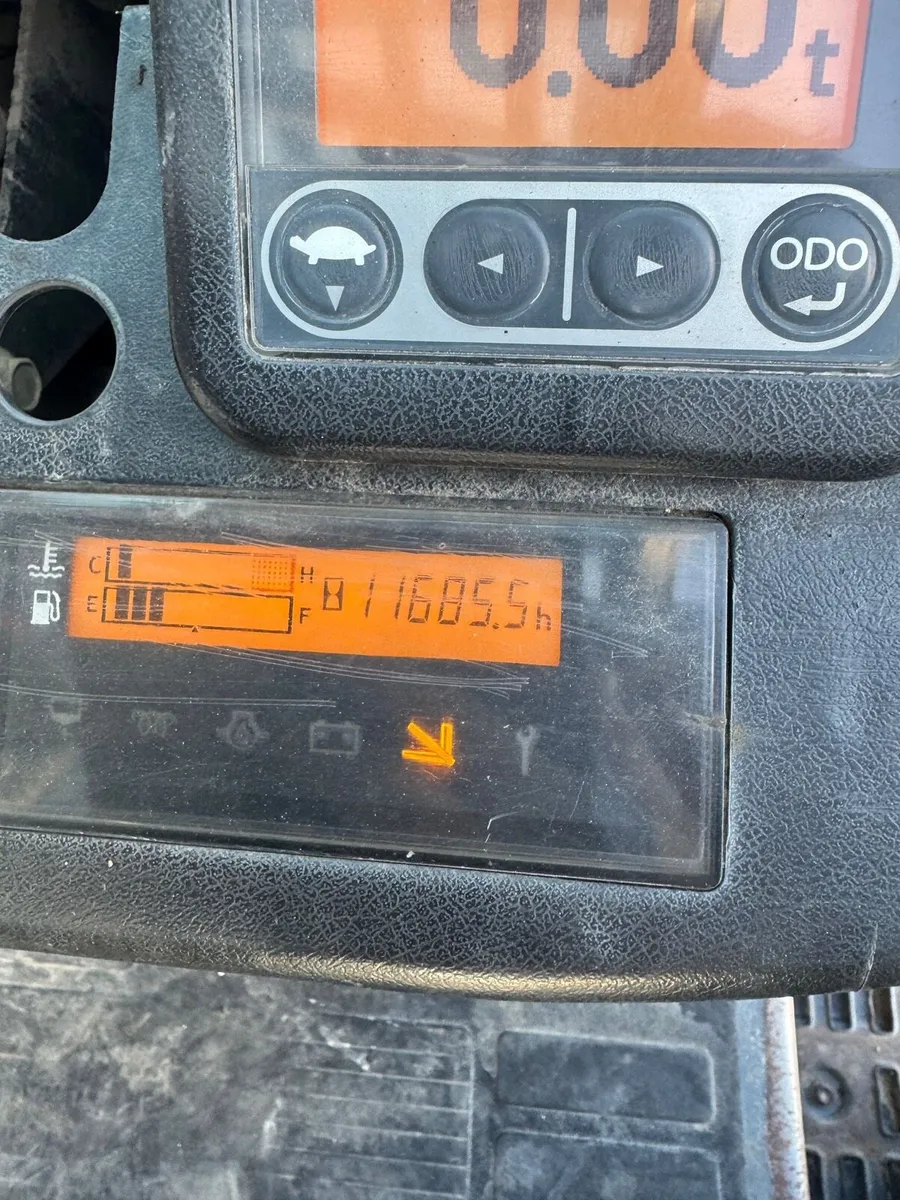 0.00t
ODO
C H 11685.5h
E F